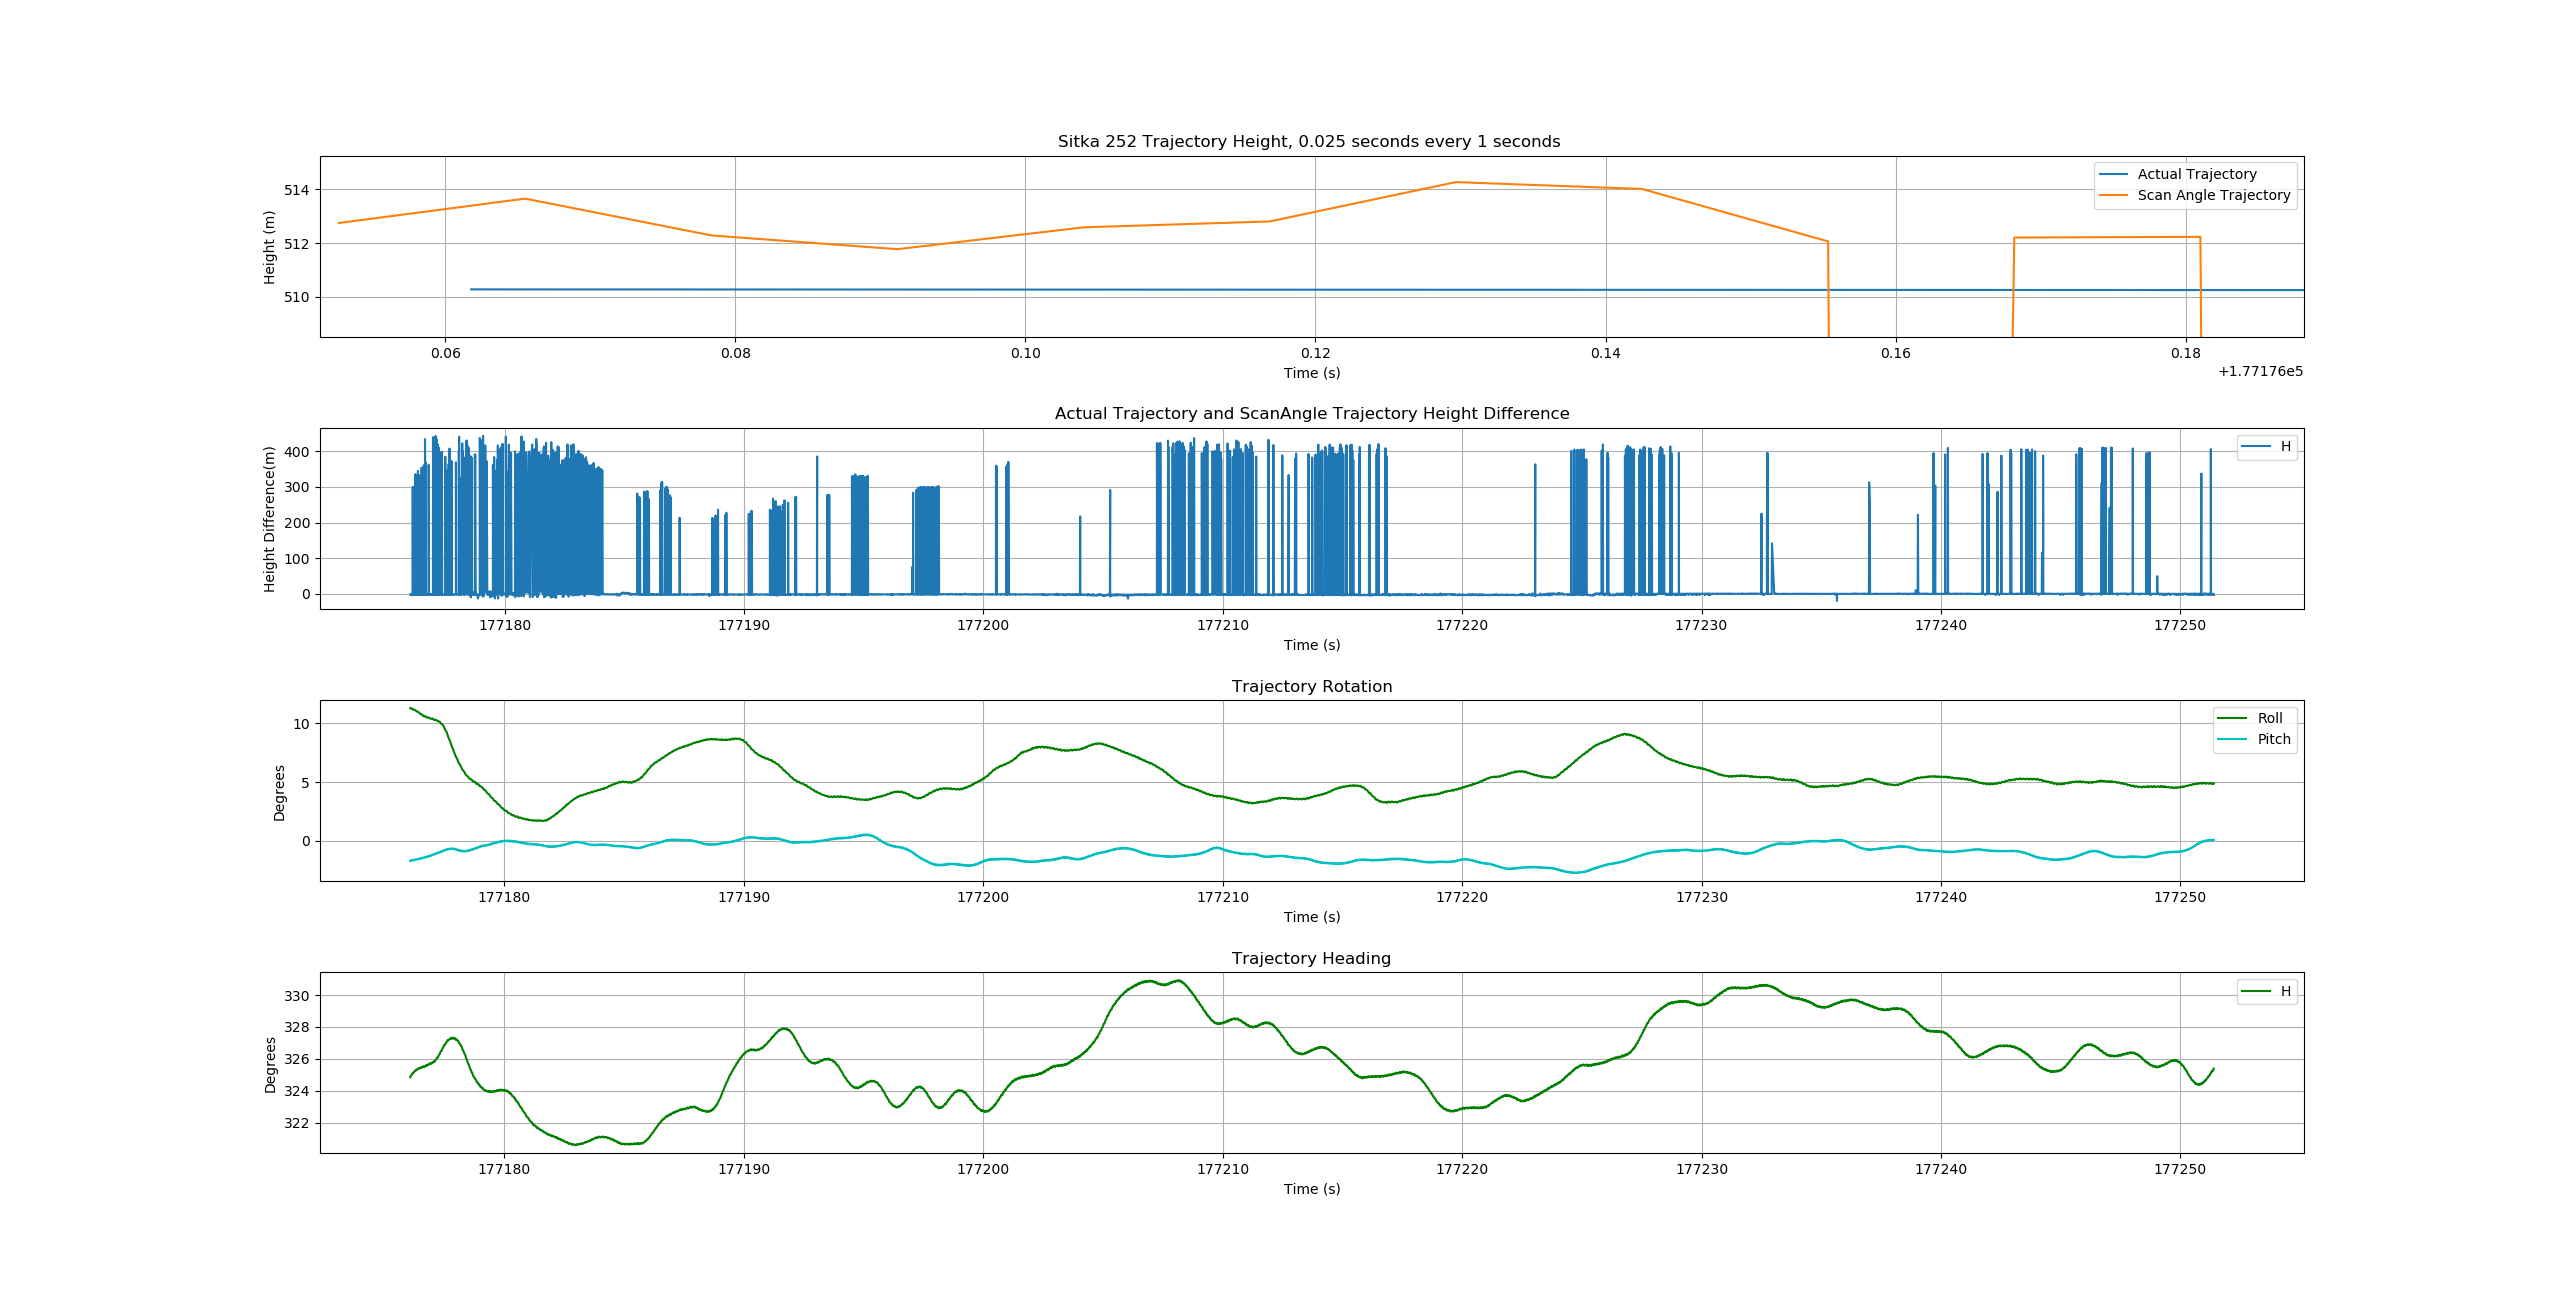 Sitka 252 Trajectory Height, 0.025 seconds every 1 seconds
Height (m)
514
512
510
Actual Trajectory
Scan Angle Trajectory
0.06 0.08 0.10 0.12 0.14 0.16 0.18
Time (s)
+1.77176e5
Actual Trajectory and ScanAngle Trajectory Height Difference
Height Difference(m)
400
300
200
100
0
H
177180 177190 177200 177210 177220 177230 177240 177250
Time (s)
Trajectory Rotation
Degrees
10
5
0
Roll
Pitch
177180 177190 177200 177210 177220 177230 177240 177250
Time (s)
Trajectory Heading
Degrees
330
328
326
324
322
H
177180 177190 177200 177210 177220 177230 177240 177250
Time (s)